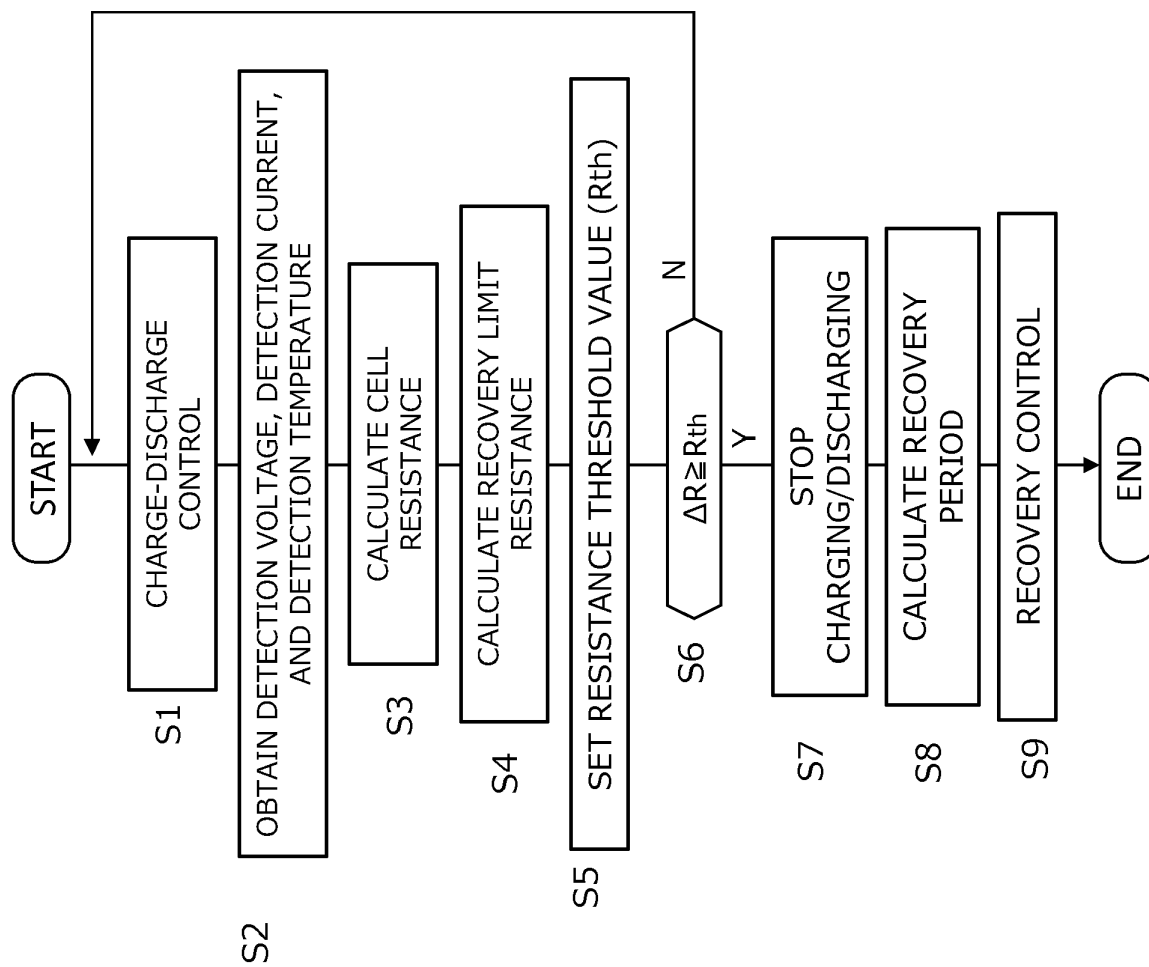 START
S1
CHARGE-DISCHARGE
CONTROL
S2
OBTAIN DETECTION VOLTAGE, DETECTION CURRENT,
AND DETECTION TEMPERATURE
S3
CALCULATE CELL
RESISTANCE
S4
CALCULATE RECOVERY LIMIT
RESISTANCE
S5
SET RESISTANCE THRESHOLD VALUE (Rth)
S6
ΔR≧Rth
N
Y
S7
STOP
CHARGING/DISCHARGING
S8
CALCULATE RECOVERY
PERIOD
S9
RECOVERY CONTROL
END